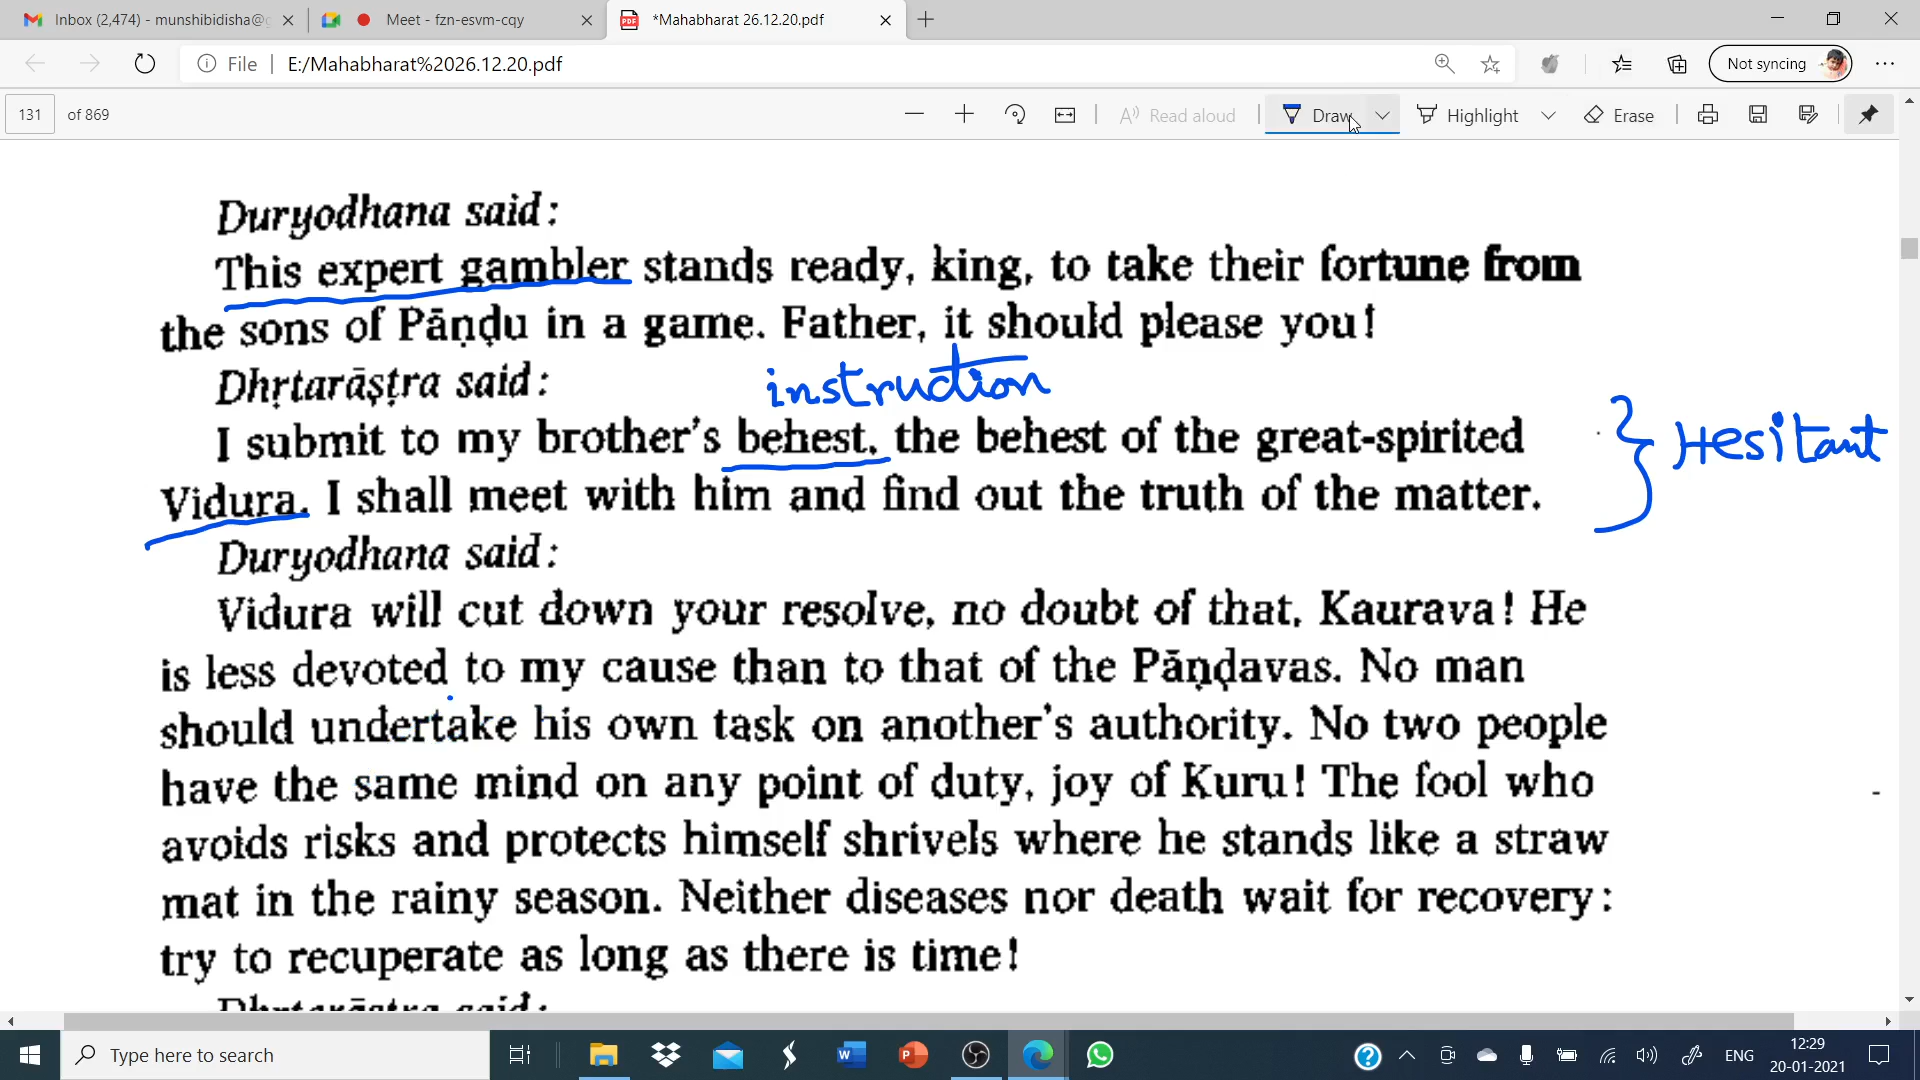 Inbox (2,474) - munshibidisha@g
Meet - fzn-esvm-cqy
*Mahabharat 26.12.20.pdf
File
E:/Mahabharat%2026.12.20.pdf
Not syncing
131 of 869
Read aloud
Draw
Highlight
Erase
Duryodhana said:
This expert gambler stands ready, king, to take their fortune from
the sons of Pāṇḍu in a game. Father, it should please you!
Dhṛtarāṣṭra said:
instruction
I submit to my brother's behest, the behest of the great-spirited
Hesitant
Vidura. I shall meet with him and find out the truth of the matter.
Duryodhana said:
Vidura will cut down your resolve, no doubt of that, Kaurava! He
is less devoted to my cause than to that of the Pāṇḍavas. No man
should undertake his own task on another's authority. No two people
have the same mind on any point of duty, joy of Kuru! The fool who
avoids risks and protects himself shrivels where he stands like a straw
mat in the rainy season. Neither diseases nor death wait for recovery:
try to recuperate as long as there is time!
Dhṛtarāṣṭra said:
Type here to search
ENG
12:29
20-01-2021